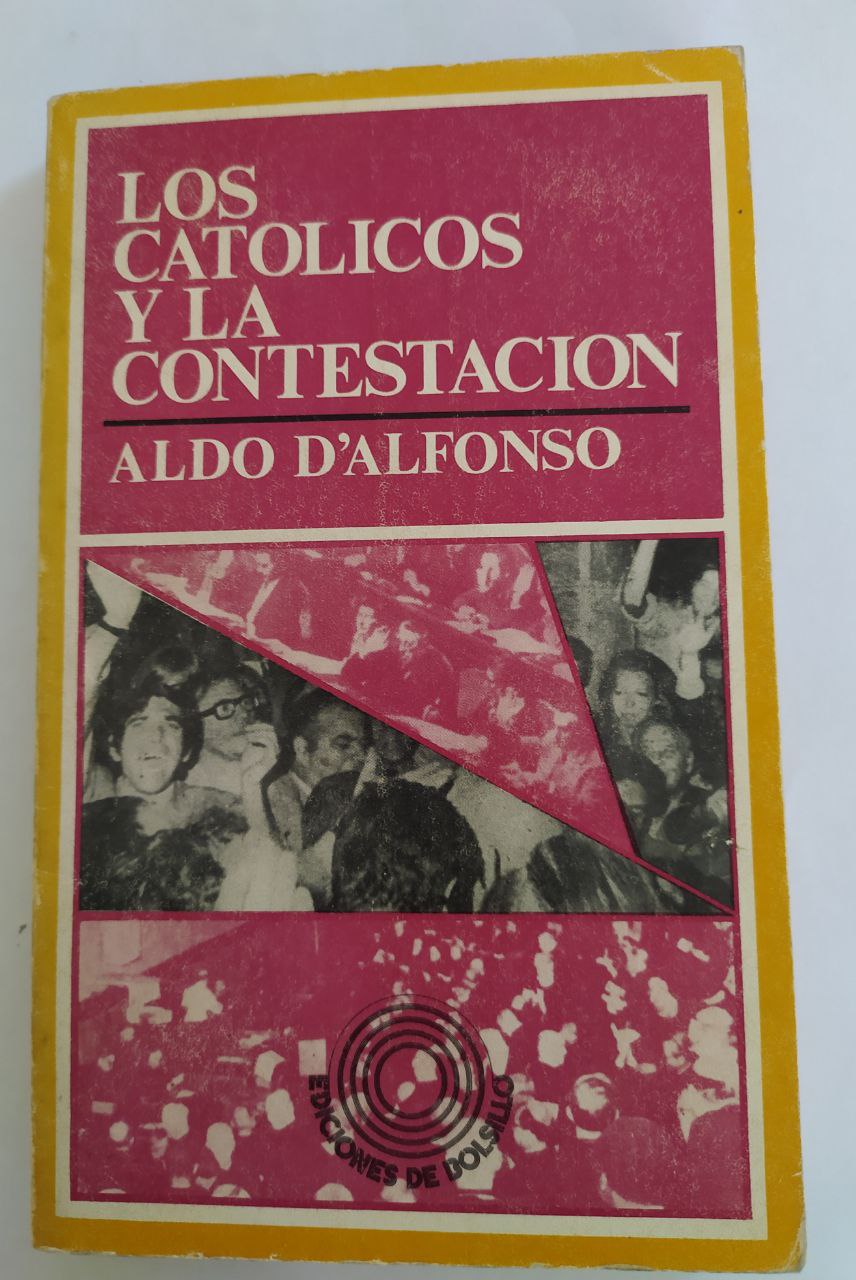 LOS
CATOLICOS
Y LA
CONTESTACION
ALDO D'ALFONSO
EDICIONES DE BOLSILLO